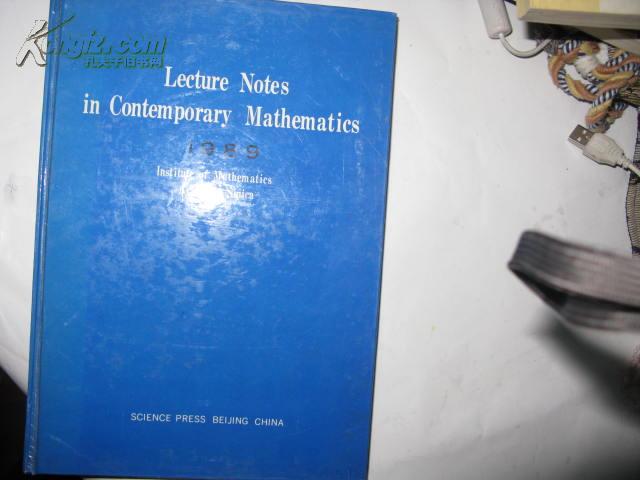 Kongfz.com
孔夫子旧书网
Lecture Notes
in Contemporary Mathematics
1989
Institute of Mathematics
SCIENCE PRESS BEIJING CHINA